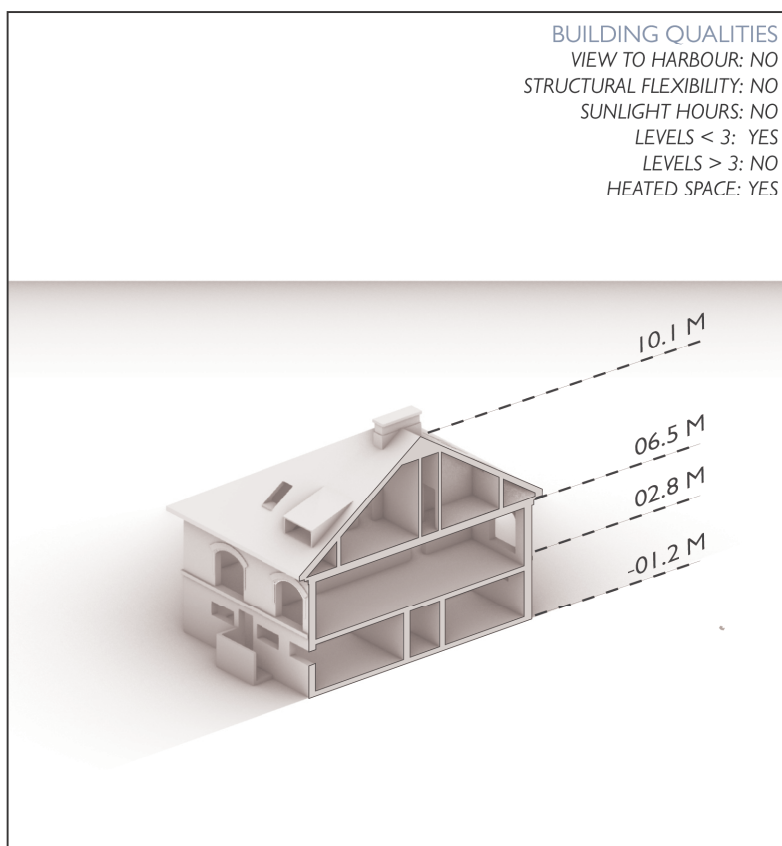 BUILDING QUALITIES
VIEW TO HARBOUR: NO
STRUCTURAL FLEXIBILITY: NO
SUNLIGHT HOURS: NO
LEVELS < 3: YES
LEVELS > 3: NO
HEATED SPACE: YES
10.1 M
06.5 M
02.8 M
-01.2 M